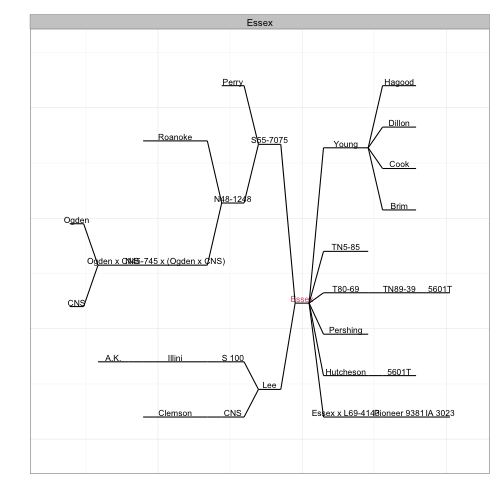 Essex
Perry
Hagood
Dillon
Roanoke
S55-7075
Young
Cook
N48-1248
Brim
Ogden
TN5-85
Ogden x CNS
N45-745 x (Ogden x CNS)
T80-69
TN89-39
5601T
CNS
Essex
Pershing
A.K.
Illini
S 100
Hutcheson
5601T
Lee
Clemson
CNS
Essex x L69-4143
Pioneer 9381
IA 3023